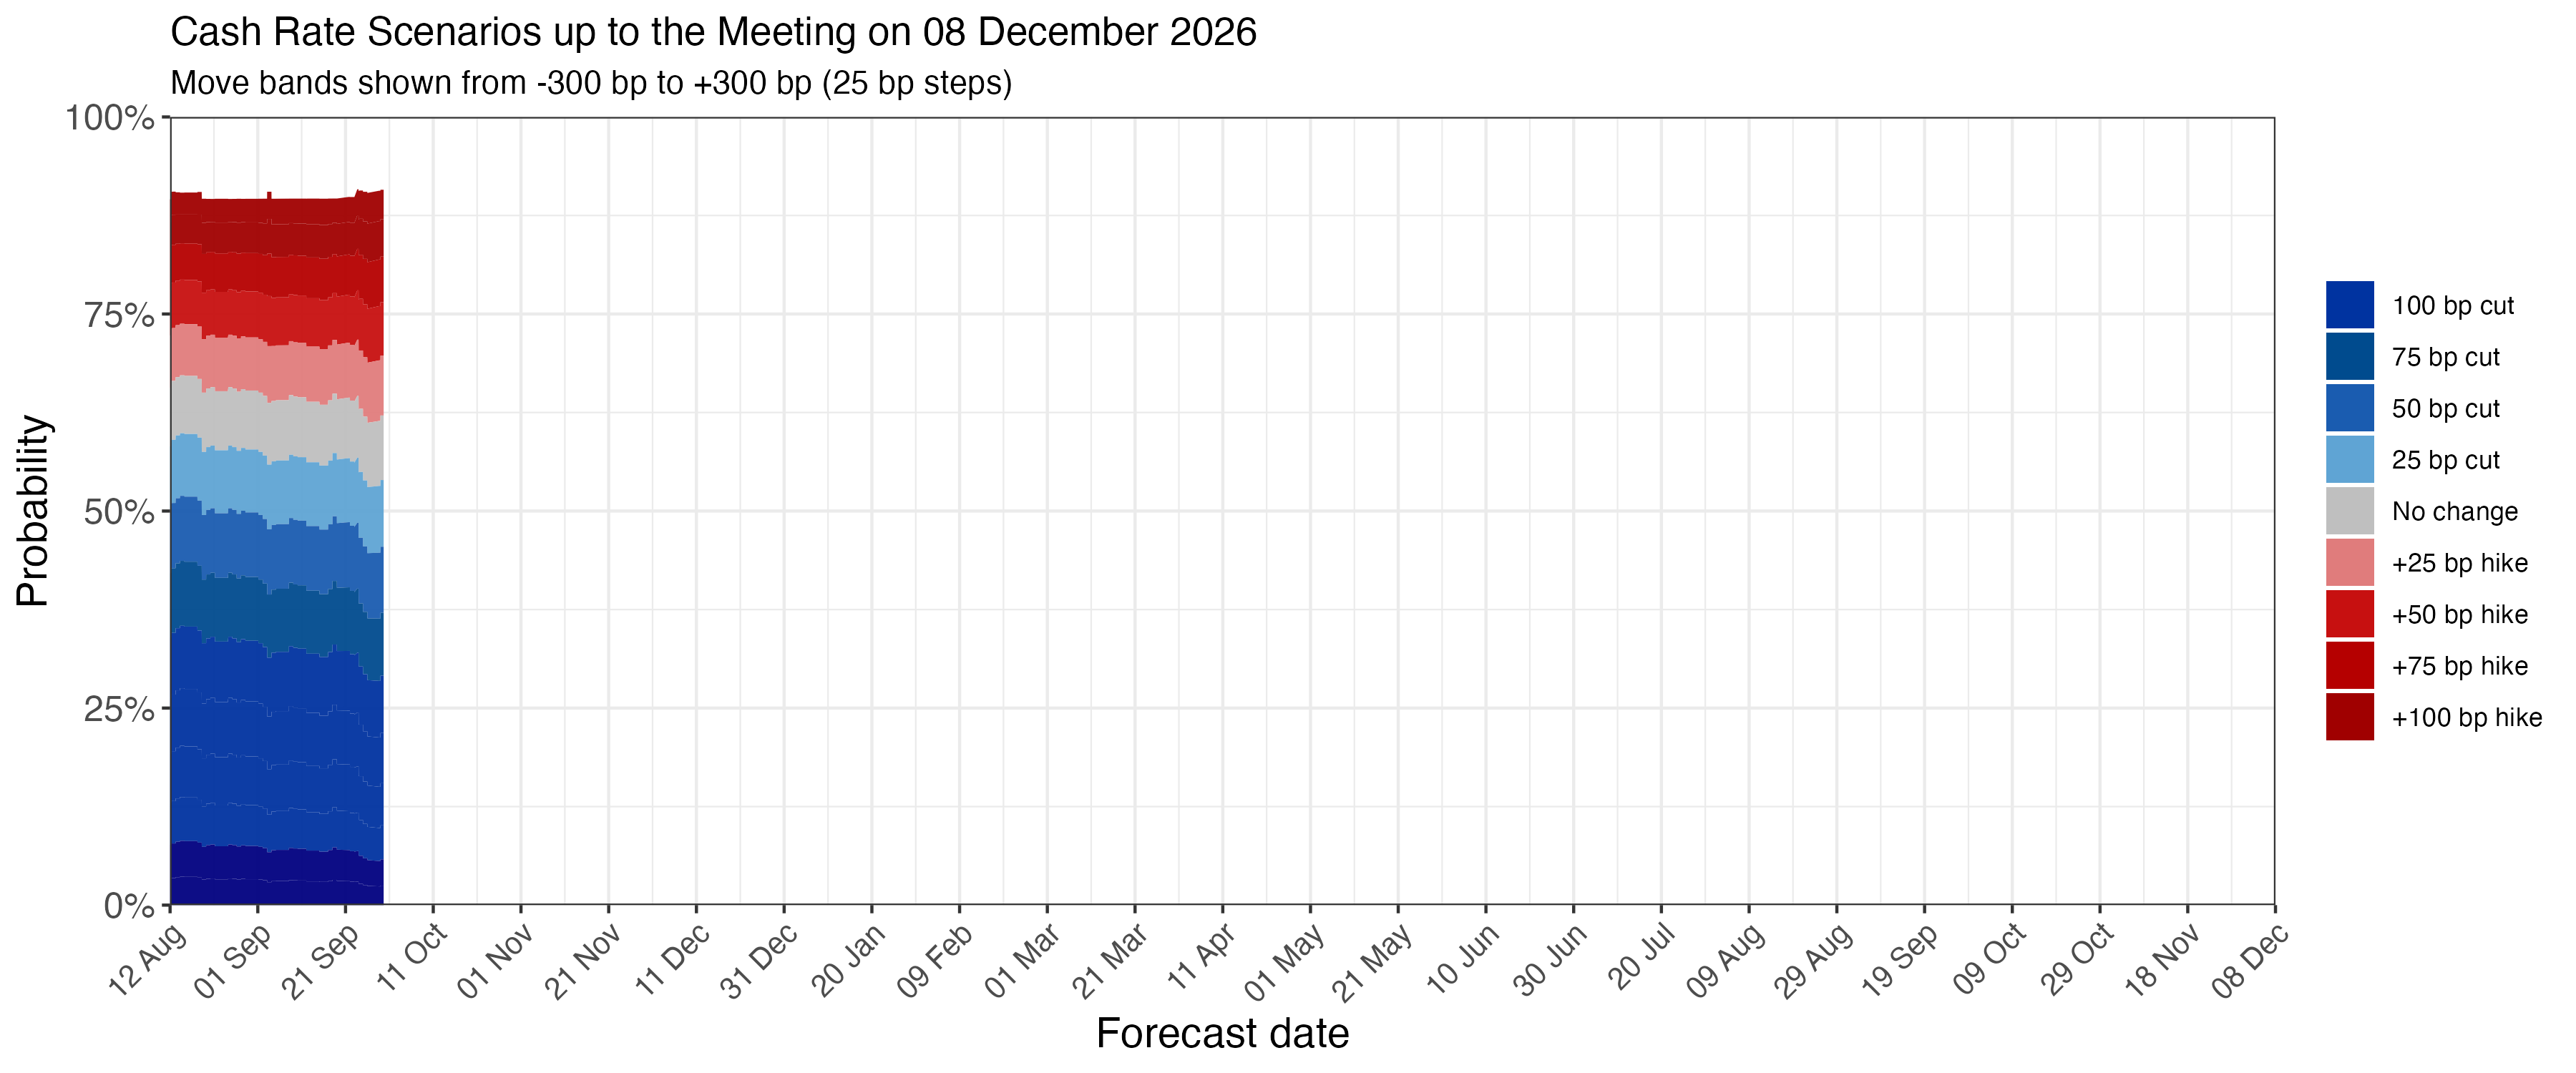 Cash Rate Scenarios up to the Meeting on 08 December 2026
Move bands shown from -300 bp to +300 bp (25 bp steps)
100%
75%
50%
25%
0%
Probability
12 Aug
01 Sep
21 Sep
11 Oct
01 Nov
21 Nov
11 Dec
31 Dec
20 Jan
09 Feb
01 Mar
21 Mar
11 Apr
01 May
21 May
10 Jun
30 Jun
20 Jul
09 Aug
29 Aug
19 Sep
09 Oct
29 Oct
18 Nov
08 Dec
Forecast date
100 bp cut
75 bp cut
50 bp cut
25 bp cut
No change
+25 bp hike
+50 bp hike
+75 bp hike
+100 bp hike